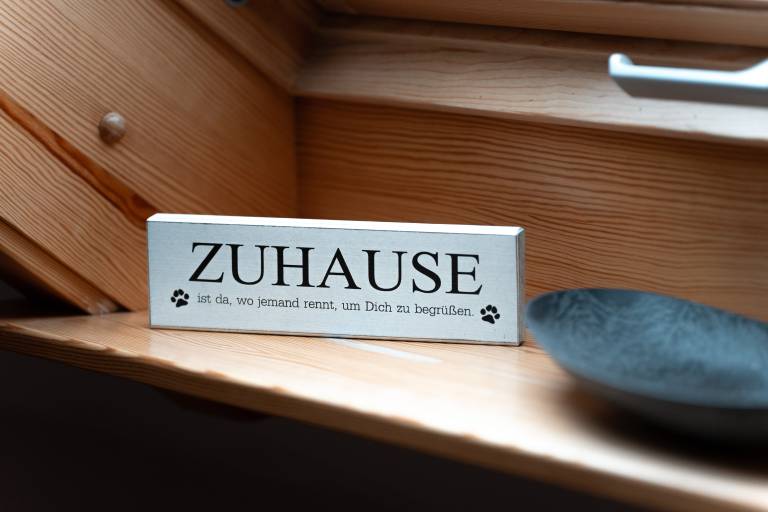 ZUHAUSE
ist da, wo jemand rennt, um Dich zu begrüßen.